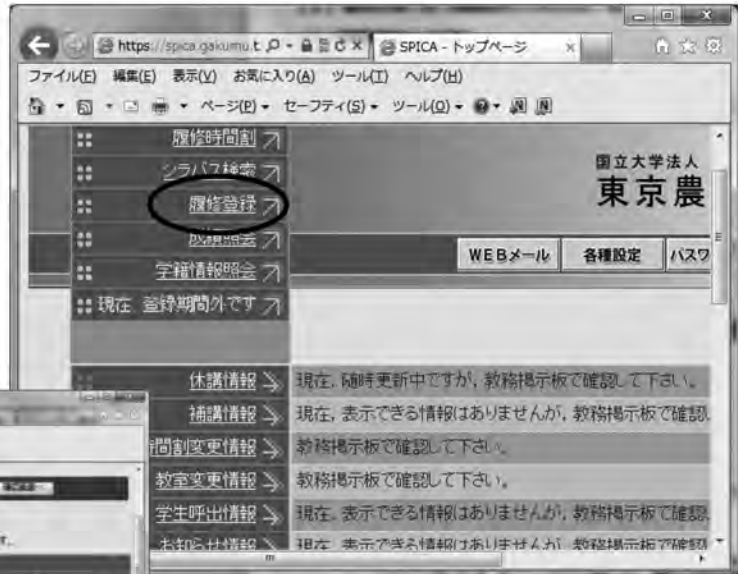 https://spica.gakumu.t
SPICA - トップページ
ファイル(F) 編集(E) 表示(V) お気に入り(A) ツール(T) ヘルプ(H)
ページ(P) セーフティ(S) ツール(O)
履修時間割
シラバス検索
国立大学法人
履修登録
東京農
成績照会
WEBメール 各種設定 パスワ
学籍情報照会
現在 登録期間外です
休講情報 現在, 随時更新中ですが, 教務掲示板で確認して下さい。
補講情報 現在, 表示できる情報はありませんが, 教務掲示板で確認
時間割変更情報 教務掲示板で確認して下さい。
教室変更情報 教務掲示板で確認して下さい。
学生呼出情報 現在, 表示できる情報はありませんが, 教務掲示板で確認
お知らせ情報 現在, 表示できる情報はありませんが, 教務掲示板で確認
す。